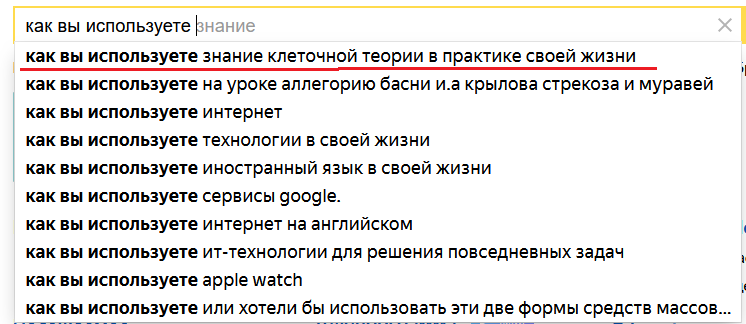 как вы используете знание
как вы используете знание клеточной теории в практике своей жизни
как вы используете на уроке аллегорию басни и.а крылова стрекоза и муравей
как вы используете интернет
как вы используете технологии в своей жизни
как вы используете иностранный язык в своей жизни
как вы используете сервисы google.
как вы используете интернет на английском
как вы используете ит-технологии для решения повседневных задач
как вы используете apple watch
как вы используете или хотели бы использовать эти две формы средств массов...